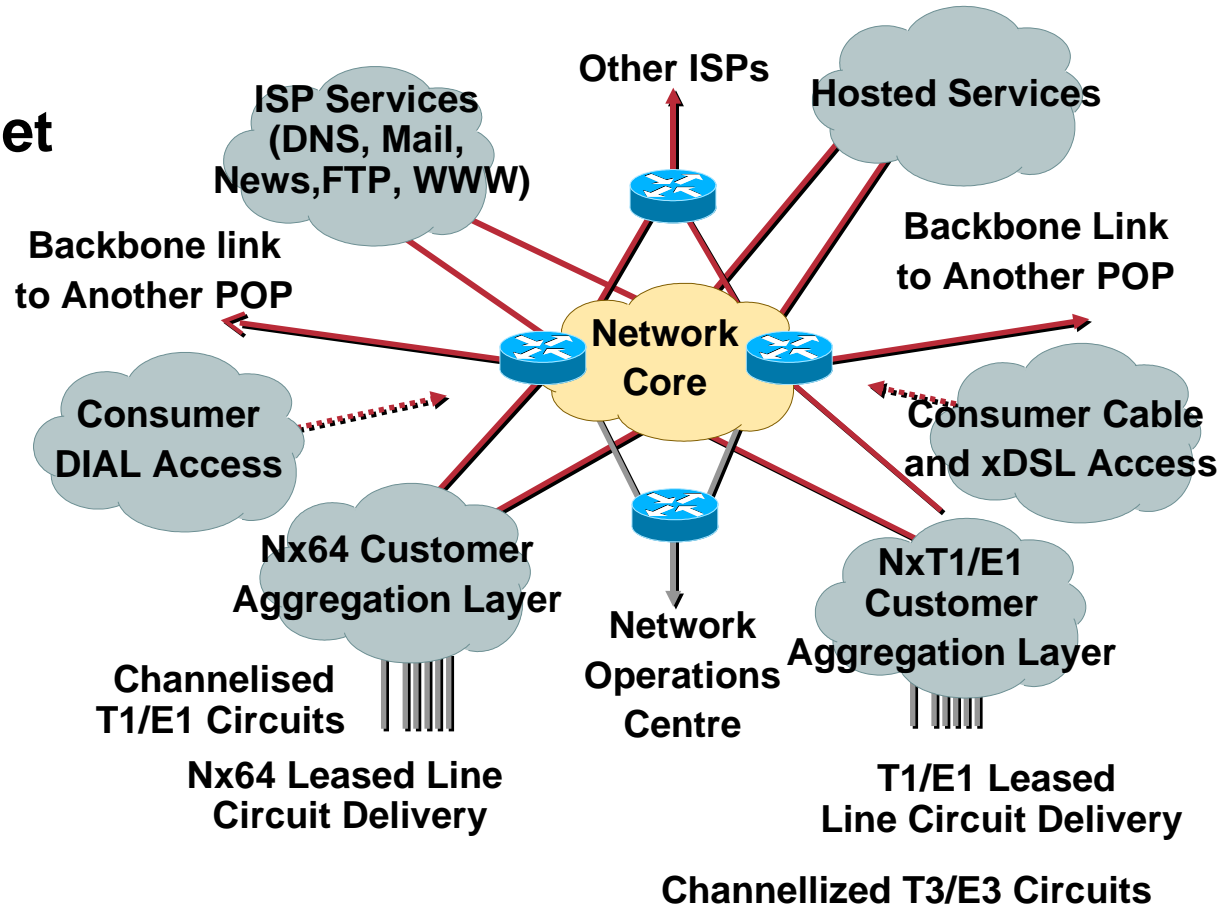 et
Other ISPs
ISP Services
(DNS, Mail,
News,FTP, WWW)
Hosted Services
Backbone link
to Another POP
Backbone Link
to Another POP
Network
Core
Consumer
DIAL Access
Consumer Cable
and xDSL Access
Nx64 Customer
Aggregation Layer
NxT1/E1
Customer
Aggregation Layer
Network
Operations
Centre
Channelised
T1/E1 Circuits
Nx64 Leased Line
Circuit Delivery
T1/E1 Leased
Line Circuit Delivery
Channellized T3/E3 Circuits